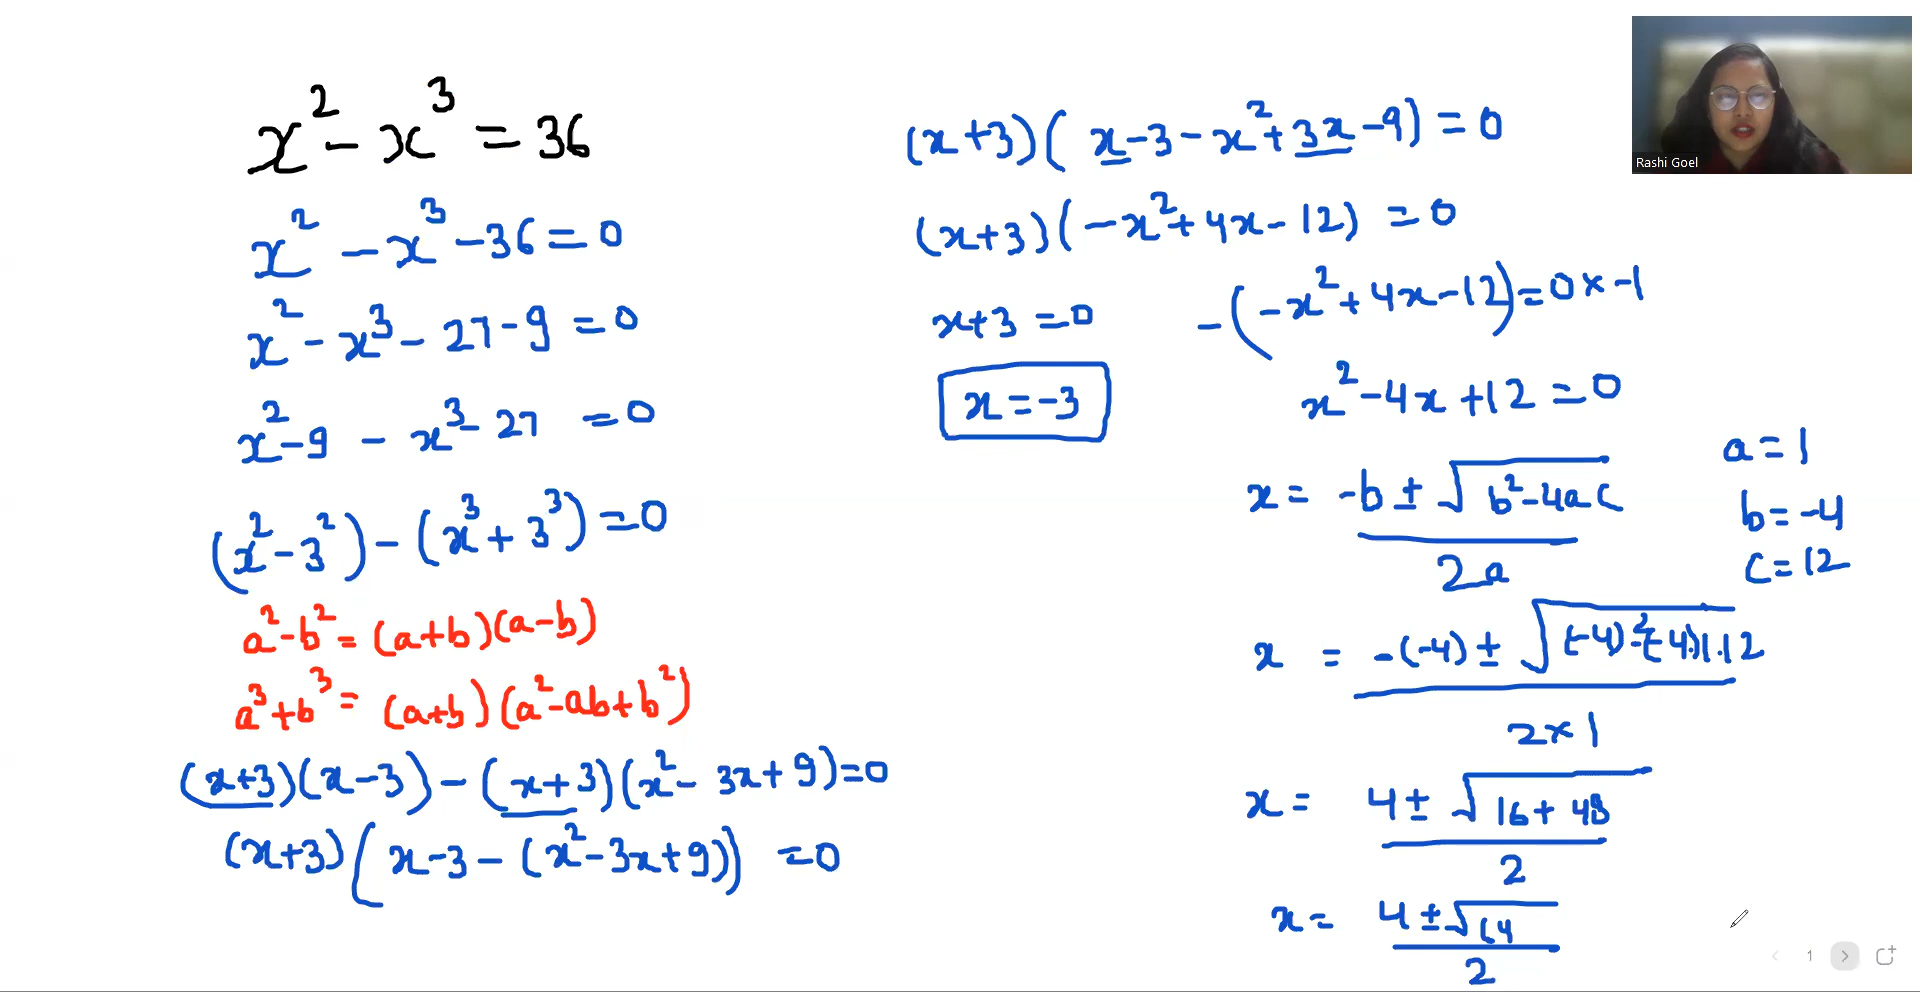 x² - x³ = 36
x² - x³ - 36 = 0
x² - x³ - 27 - 9 = 0
x² - 9 - x³ - 27 = 0
(x² - 3²) - (x³ + 3³) = 0
a² - b² = (a+b)(a-b)
a³ + b³ = (a+b)(a² - ab + b²)
(x+3)(x-3) - (x+3)(x² - 3x + 9) = 0
(x+3)(x-3-(x²-3x+9)) = 0
(x+3)(x-3-x²+3x-9) = 0
(x+3)(-x²+4x-12) = 0
x+3 = 0
x = -3
-(-x²+4x-12) = 0 × -1
x² - 4x + 12 = 0
a = 1
b = -4
c = 12
x = -b ± √b²-4ac
2a
x = -(-4) ± √(-4)²-(-4)1.12
2×1
x = 4 ± √16+48
2
x = 4 ± √64
2
Rashi Goel
1